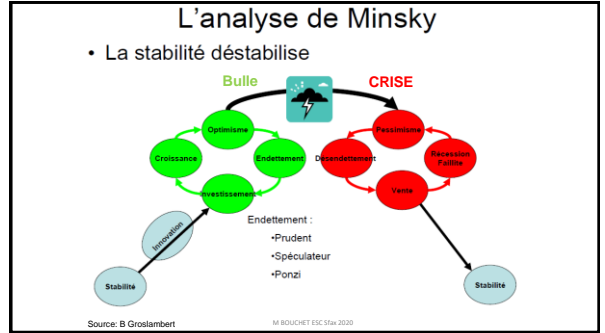 L'analyse de Minsky
• La stabilité déstabilise
Bulle
CRISE
Optimisme
Croissance
Endettement
Investissement
Pessimisme
Desendettement
Récession
Faillite
Vente
Innovation
Stabilité
Endettement :
•Prudent
•Spéculateur
•Ponzi
Stabilité
Source: B Groslambert
M BOUCHET ESC Sfax 2020